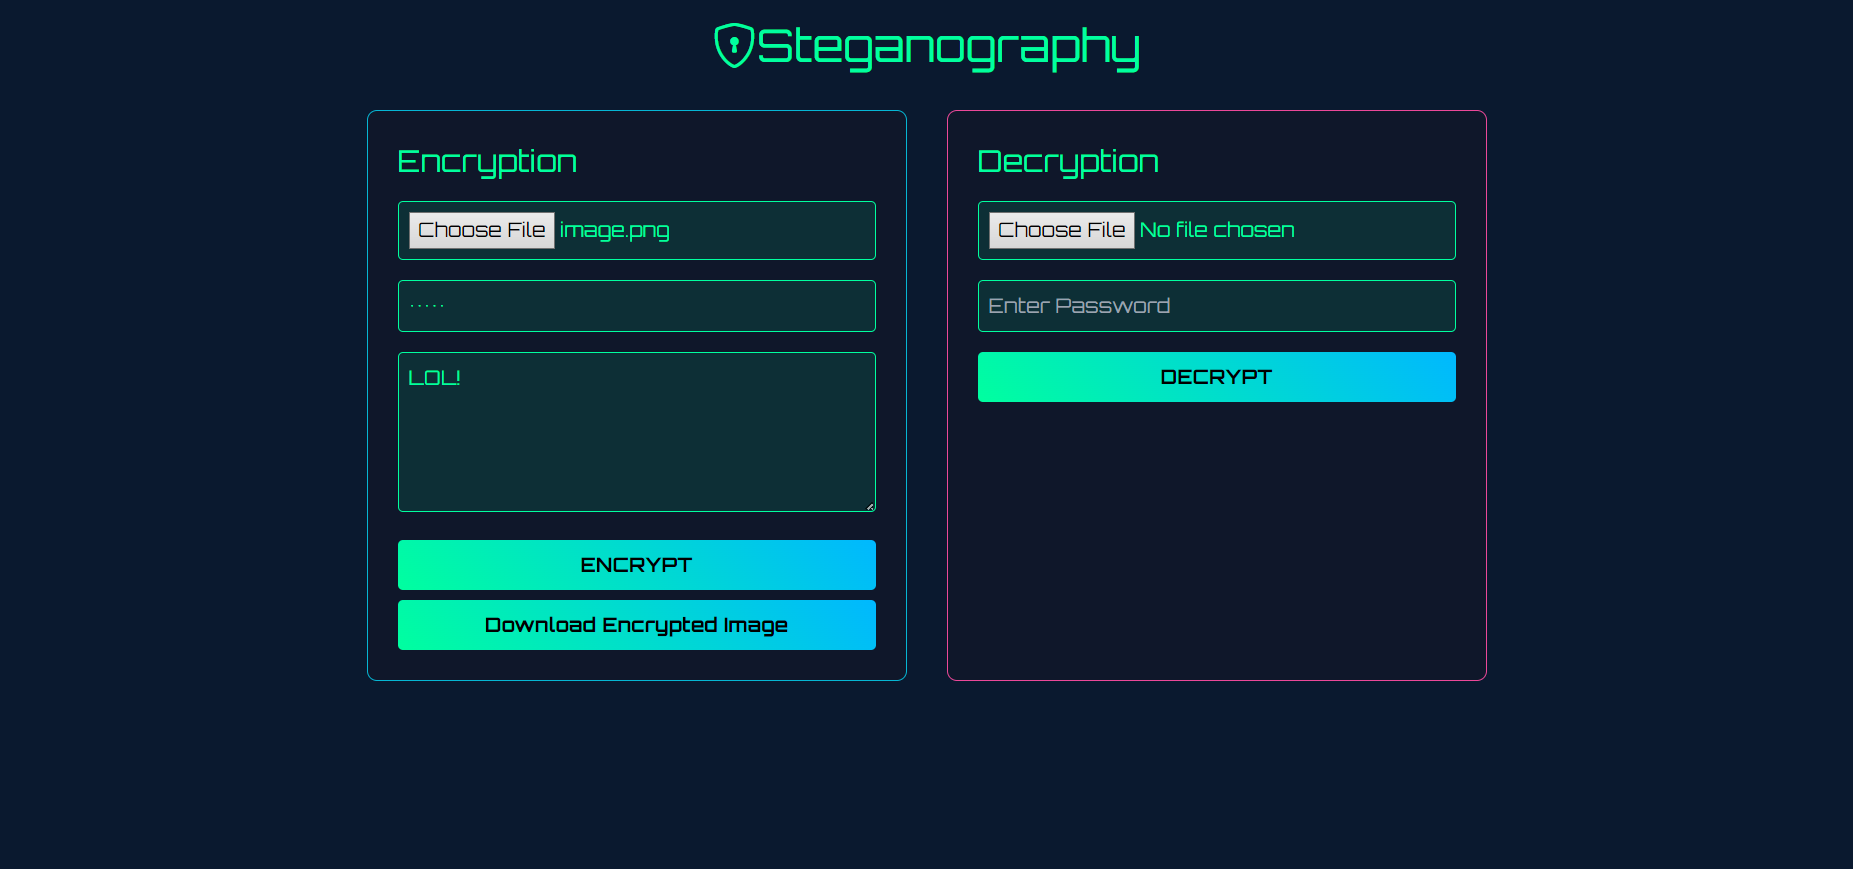 Steganography
Encryption
Choose File image.png
·····
LOL!
ENCRYPT
Download Encrypted Image
Decryption
Choose File No file chosen
Enter Password
DECRYPT